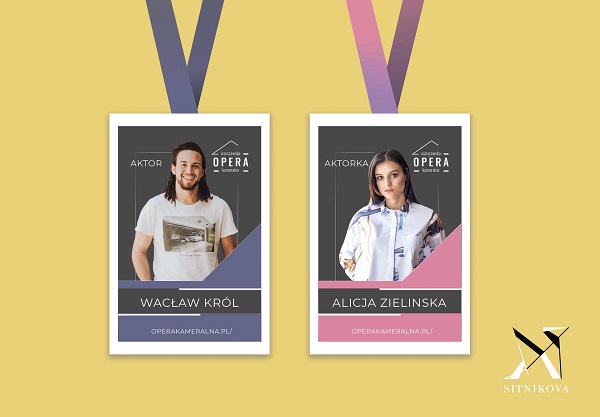 AKTOR
warszawska
OPERA
kameralna
WACŁAW KRÓL
OPERAKAMERALNA.PL/
AKTORKA
warszawska
OPERA
kameralna
ALICJA ZIELINSKA
OPERAKAMERALNA.PL/
SITNIKOVA